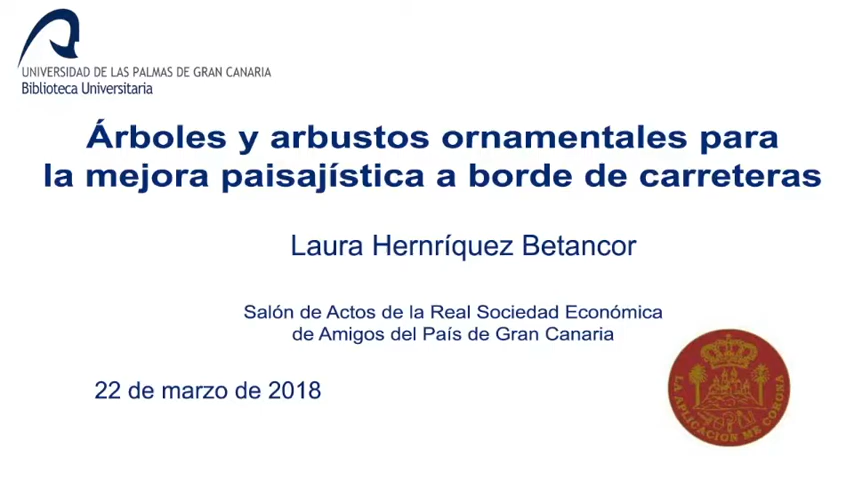 UNIVERSIDAD DE LAS PALMAS DE GRAN CANARIA
Biblioteca Universitaria
Árboles y arbustos ornamentales para
la mejora paisajística a borde de carreteras
Laura Hernríquez Betancor
Salón de Actos de la Real Sociedad Económica
de Amigos del País de Gran Canaria
22 de marzo de 2018
LA APLICACION ME CORONA